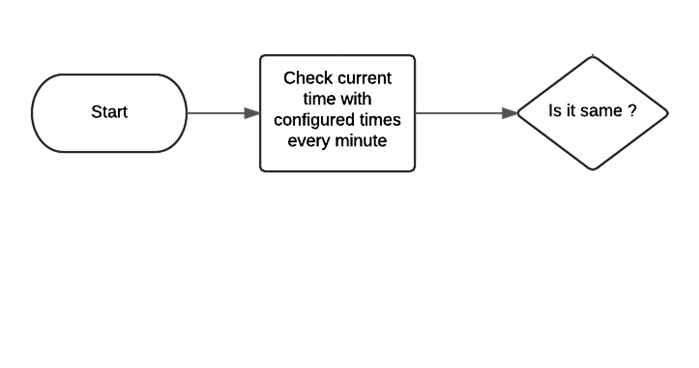 Start
Check current
time with
configured times
every minute
Is it same ?